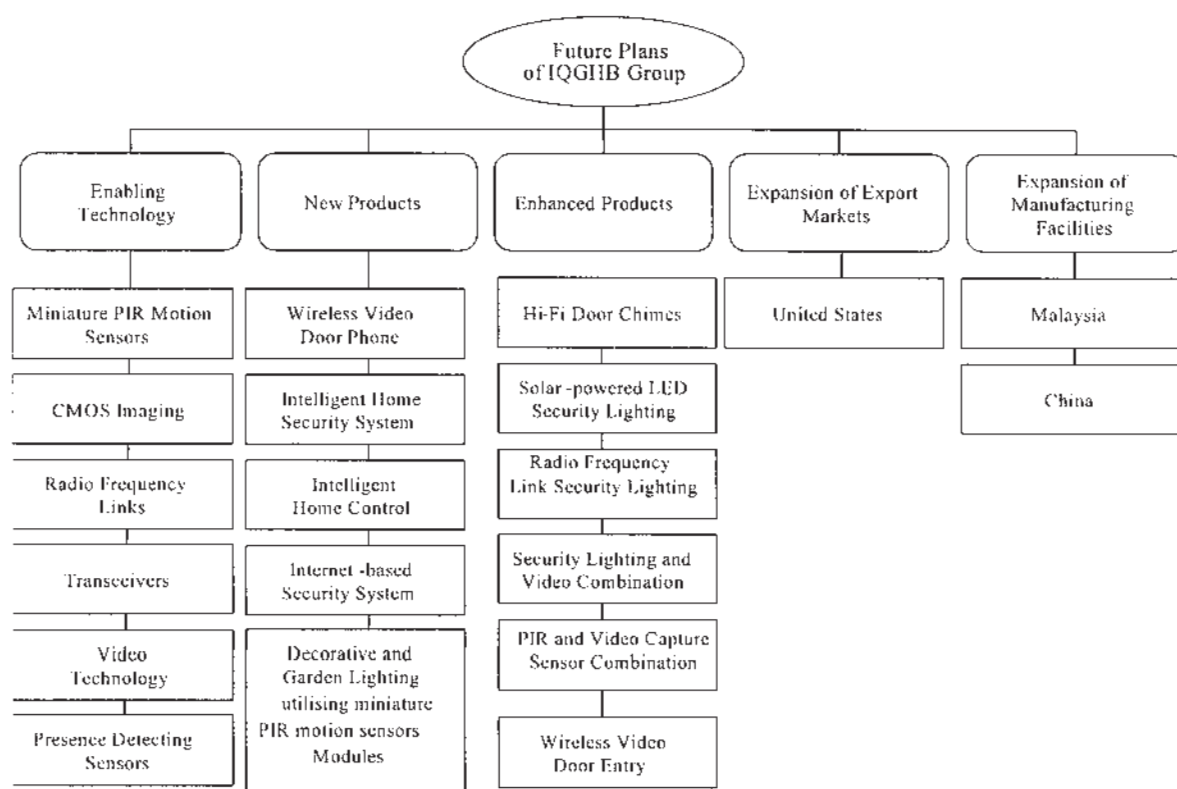 Future Plans
of IQGHB Group
Enabling
Technology
New Products
Enhanced Products
Expansion of Export
Markets
Expansion of
Manufacturing
Facilities
Miniature PIR Motion
Sensors
CMOS Imaging
Radio Frequency
Links
Transceivers
Video
Technology
Presence Detecting
Sensors
Wireless Video
Door Phone
Intelligent Home
Security System
Intelligent
Home Control
Internet -based
Security System
Decorative and
Garden Lighting
utilising miniature
PIR motion sensors
Modules
Hi-Fi Door Chimes
Solar -powered LED
Security Lighting
Radio Frequency
Link Security Lighting
Security Lighting and
Video Combination
PIR and Video Capture
Sensor Combination
Wireless Video
Door Entry
United States
Malaysia
China